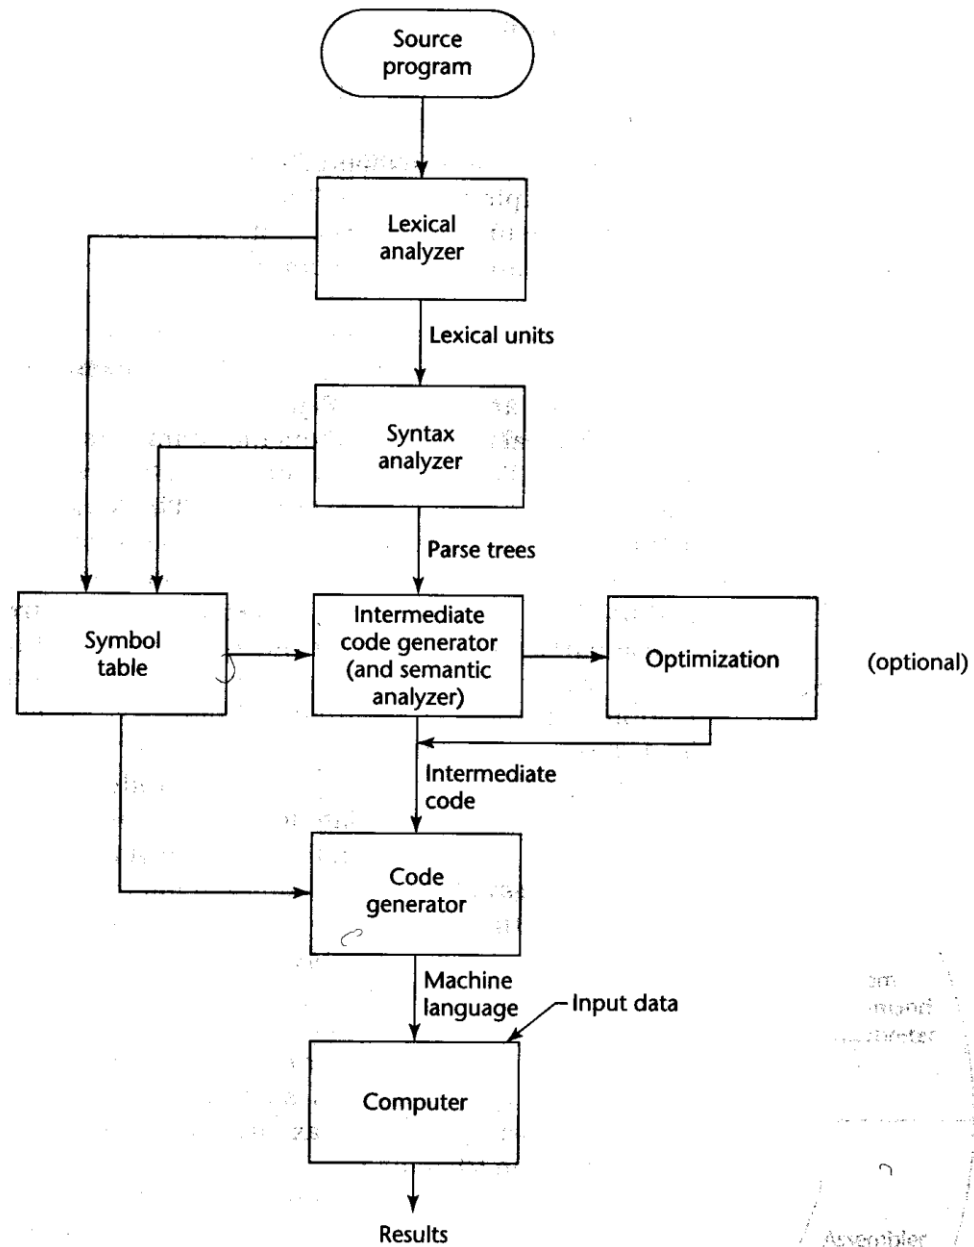 Source
program
Lexical
analyzer
Lexical units
Syntax
analyzer
Parse trees
Symbol
table
Intermediate
code generator
(and semantic
analyzer)
Optimization
(optional)
Intermediate
code
Code
generator
Machine
language
Input data
Computer
Results
Assembler